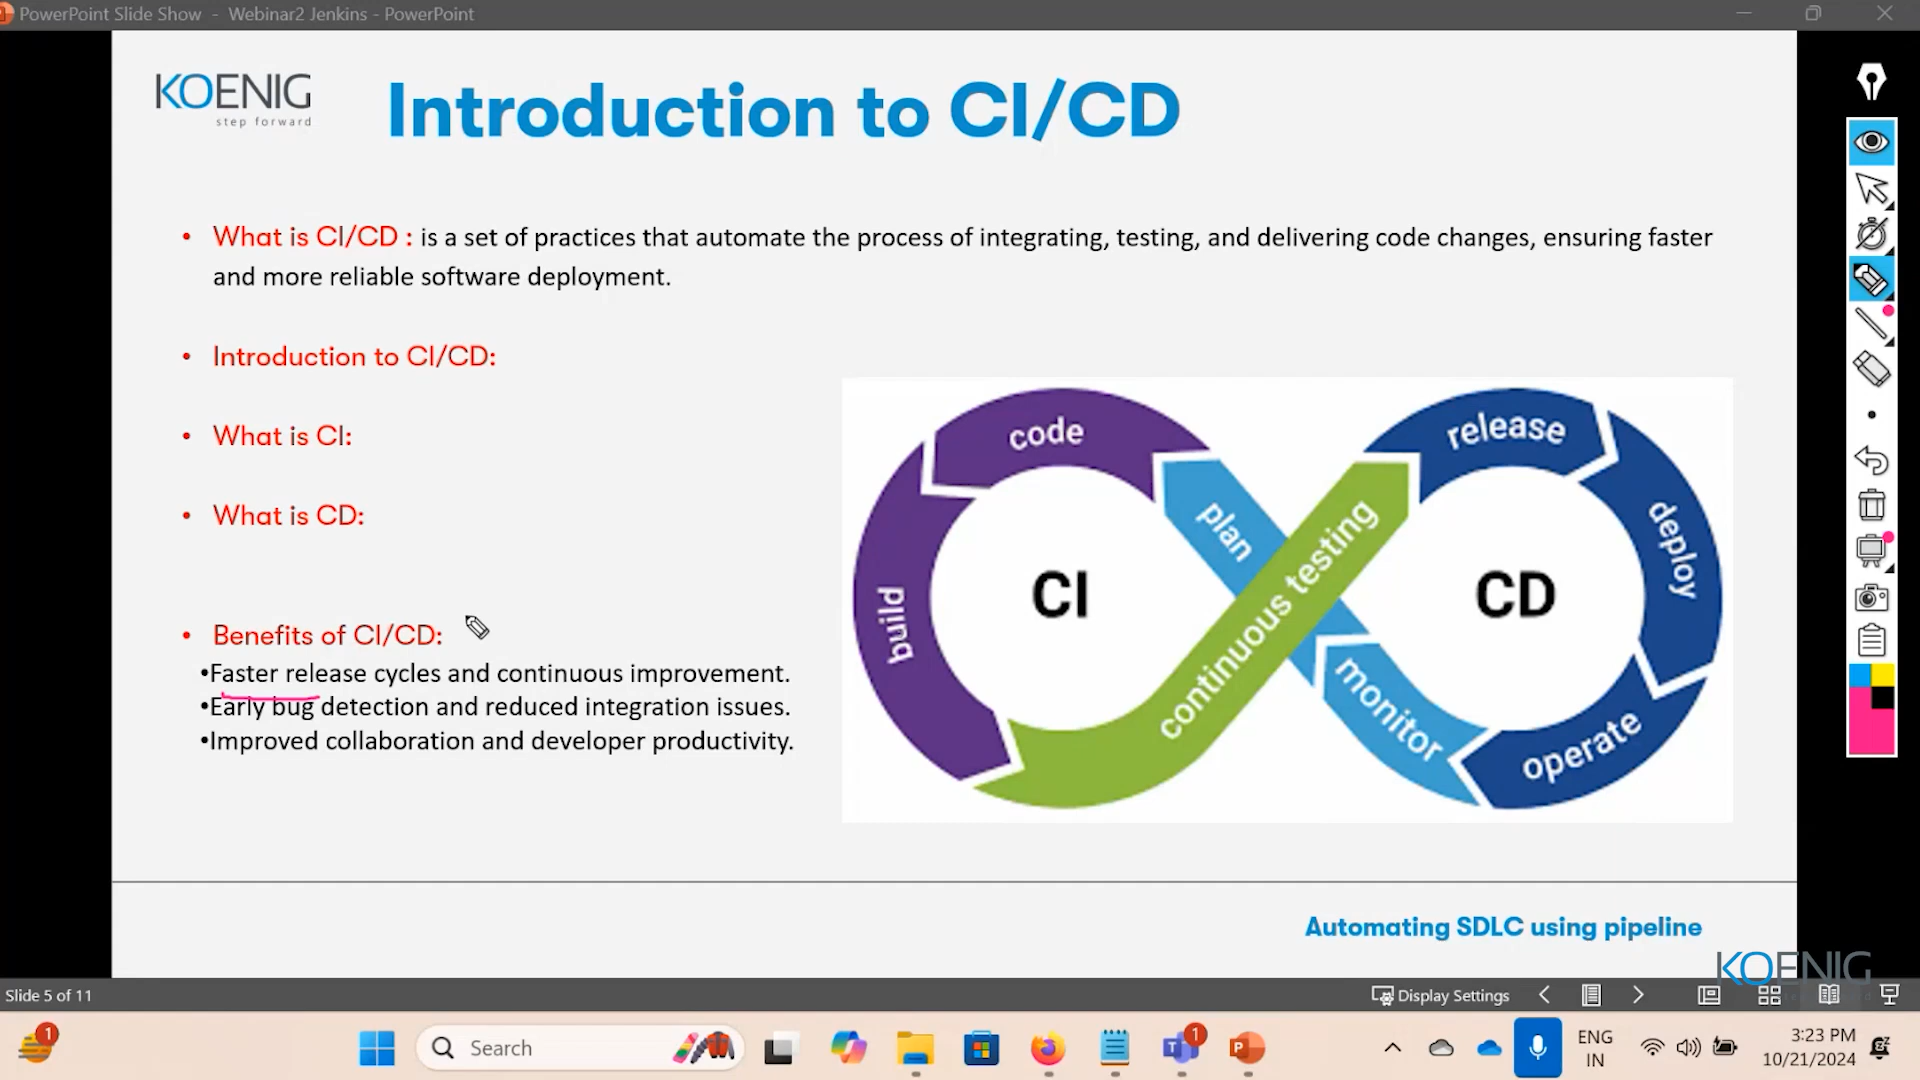 PowerPoint Slide Show - Webinar2 Jenkins - PowerPoint
KOENIG
step forward
Introduction to CI/CD
• What is CI/CD : is a set of practices that automate the process of integrating, testing, and delivering code changes, ensuring faster
and more reliable software deployment.
• Introduction to CI/CD:
• What is CI:
• What is CD:
• Benefits of CI/CD:
•Faster release cycles and continuous improvement.
•Early bug detection and reduced integration issues.
•Improved collaboration and developer productivity.
code
build
plan
continuous testing
CI
release
deploy
CD
monitor
operate
Automating SDLC using pipeline
KOENIG
Slide 5 of 11
Display Settings
1
Search
1
ENG
IN
3:23 PM
10/21/2024